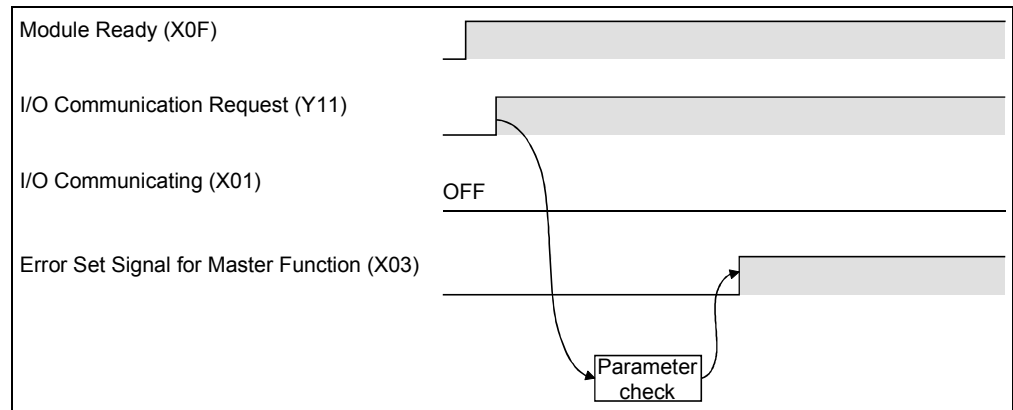 Module Ready (X0F)
I/O Communication Request (Y11)
I/O Communicating (X01)
OFF
Error Set Signal for Master Function (X03)
Parameter
check